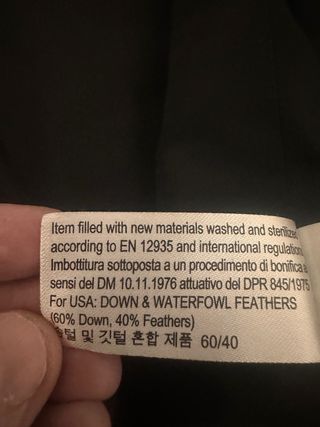 Item filled with new materials washed and sterilized
according to EN 12935 and international regulation
Imbottitura sottoposta a un procedimento di bonifica a
sensi del DM 10.11.1976 attuativo del DPR 845/1975
For USA: DOWN & WATERFOWL FEATHERS
(60% Down, 40% Feathers)
솜털 및 깃털 혼합 제품 60/40